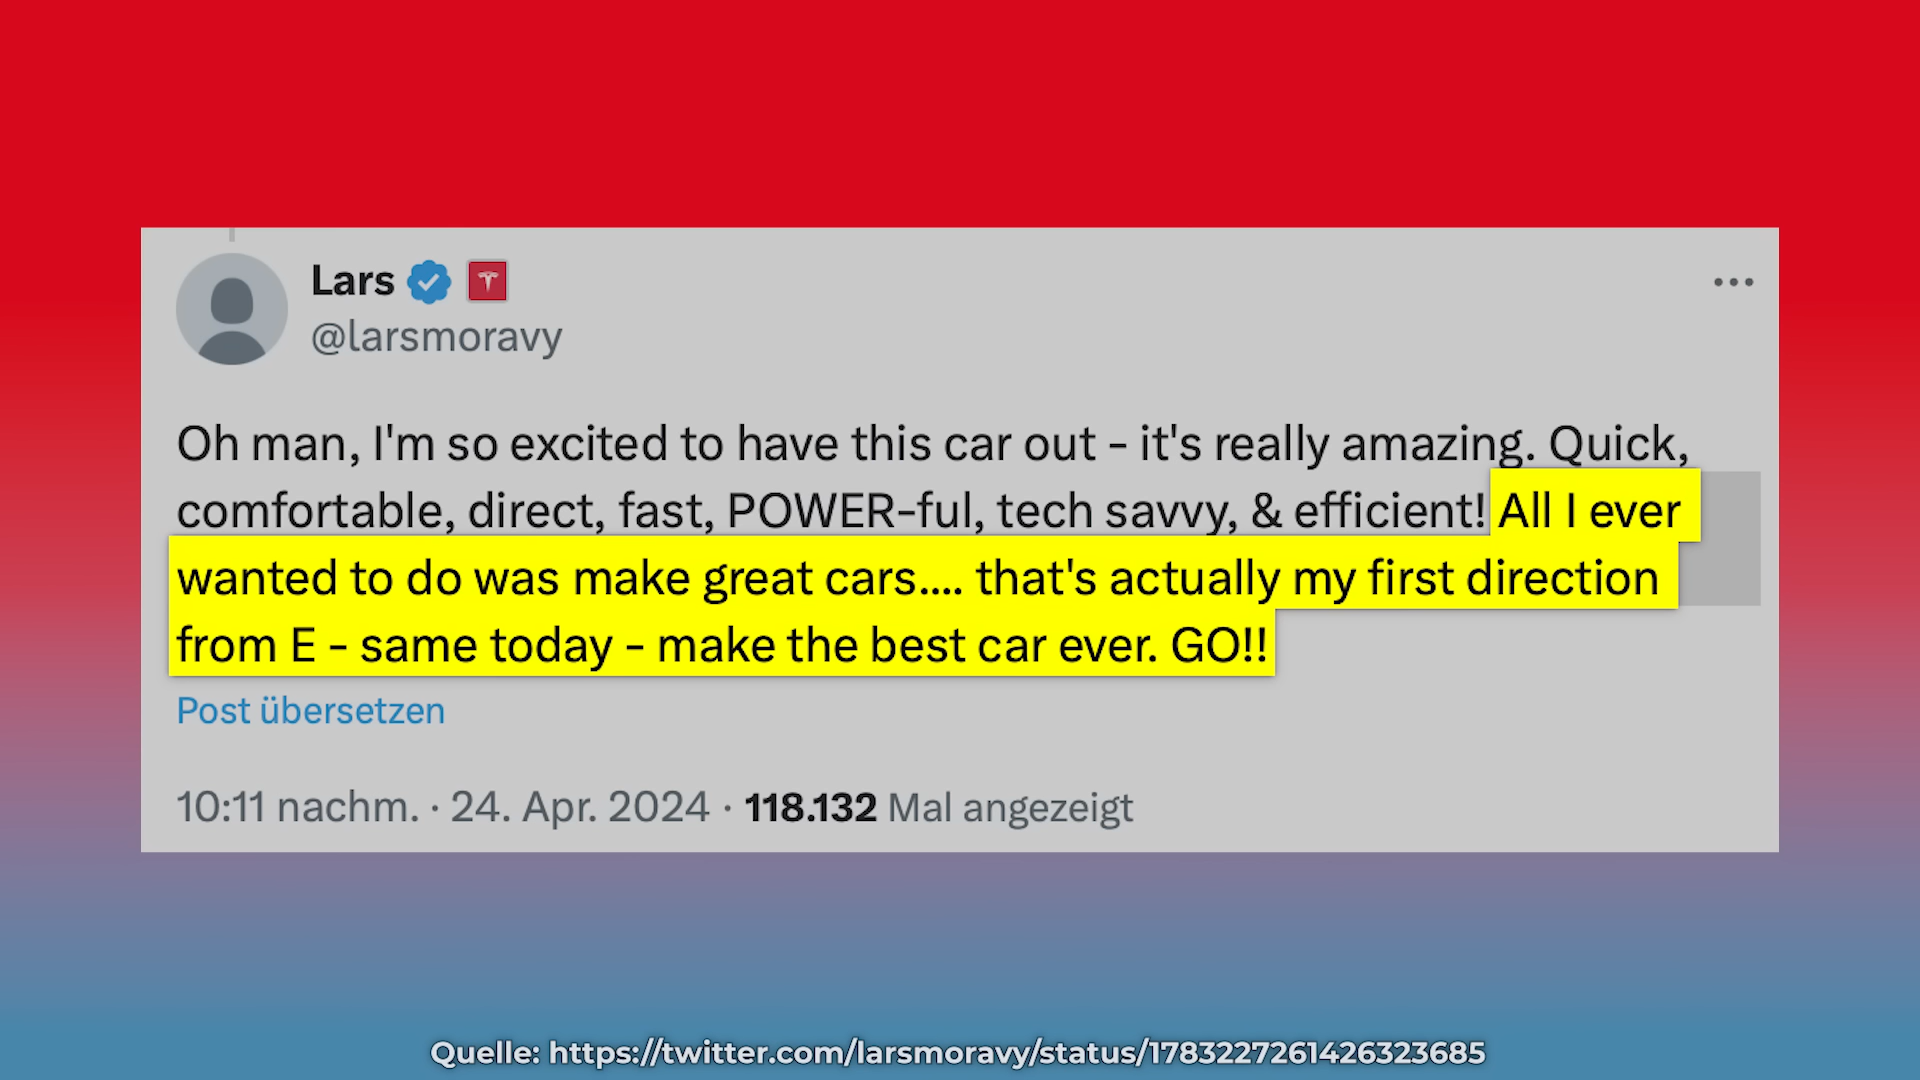 Lars
@larsmoravy
Oh man, I'm so excited to have this car out - it's really amazing. Quick,
comfortable, direct, fast, POWER-ful, tech savvy, & efficient! All I ever
wanted to do was make great cars.... that's actually my first direction
from E - same today - make the best car ever. GO!!
Post übersetzen
10:11 nachm. · 24. Apr. 2024 · 118.132 Mal angezeigt
Quelle: https://twitter.com/larsmoravy/status/1783227261426323685